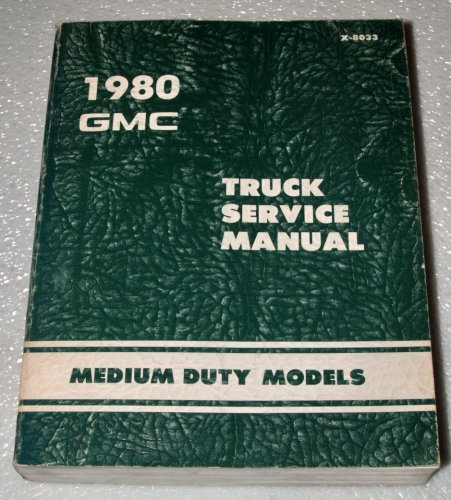 X-8033
1980
GMC
TRUCK
SERVICE
MANUAL
MEDIUM DUTY MODELS